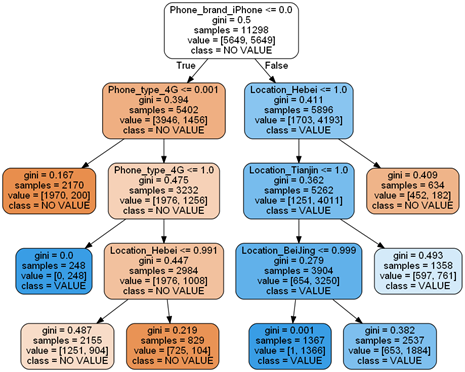 Phone_brand_iPhone <= 0.0
gini = 0.5
samples = 11298
value = [5649, 5649]
class = NO VALUE
True
False
Phone_type_4G <= 0.001
gini = 0.394
samples = 5402
value = [3946, 1456]
class = NO VALUE
Location_Hebei <= 1.0
gini = 0.411
samples = 5896
value = [1703, 4193]
class = VALUE
gini = 0.167
samples = 2170
value = [1970, 200]
class = NO VALUE
Phone_type_4G <= 1.0
gini = 0.475
samples = 3232
value = [1976, 1256]
class = NO VALUE
Location_Tianjin <= 1.0
gini = 0.362
samples = 5262
value = [1251, 4011]
class = VALUE
gini = 0.409
samples = 634
value = [452, 182]
class = NO VALUE
gini = 0.0
samples = 248
value = [0, 248]
class = VALUE
Location_Hebei <= 0.991
gini = 0.447
samples = 2984
value = [1976, 1008]
class = NO VALUE
Location_BeiJing <= 0.999
gini = 0.279
samples = 3904
value = [654, 3250]
class = VALUE
gini = 0.493
samples = 1358
value = [597, 761]
class = VALUE
gini = 0.487
samples = 2155
value = [1251, 904]
class = NO VALUE
gini = 0.219
samples = 829
value = [725, 104]
class = NO VALUE
gini = 0.001
samples = 1367
value = [1, 1366]
class = VALUE
gini = 0.382
samples = 2537
value = [653, 1884]
class = VALUE